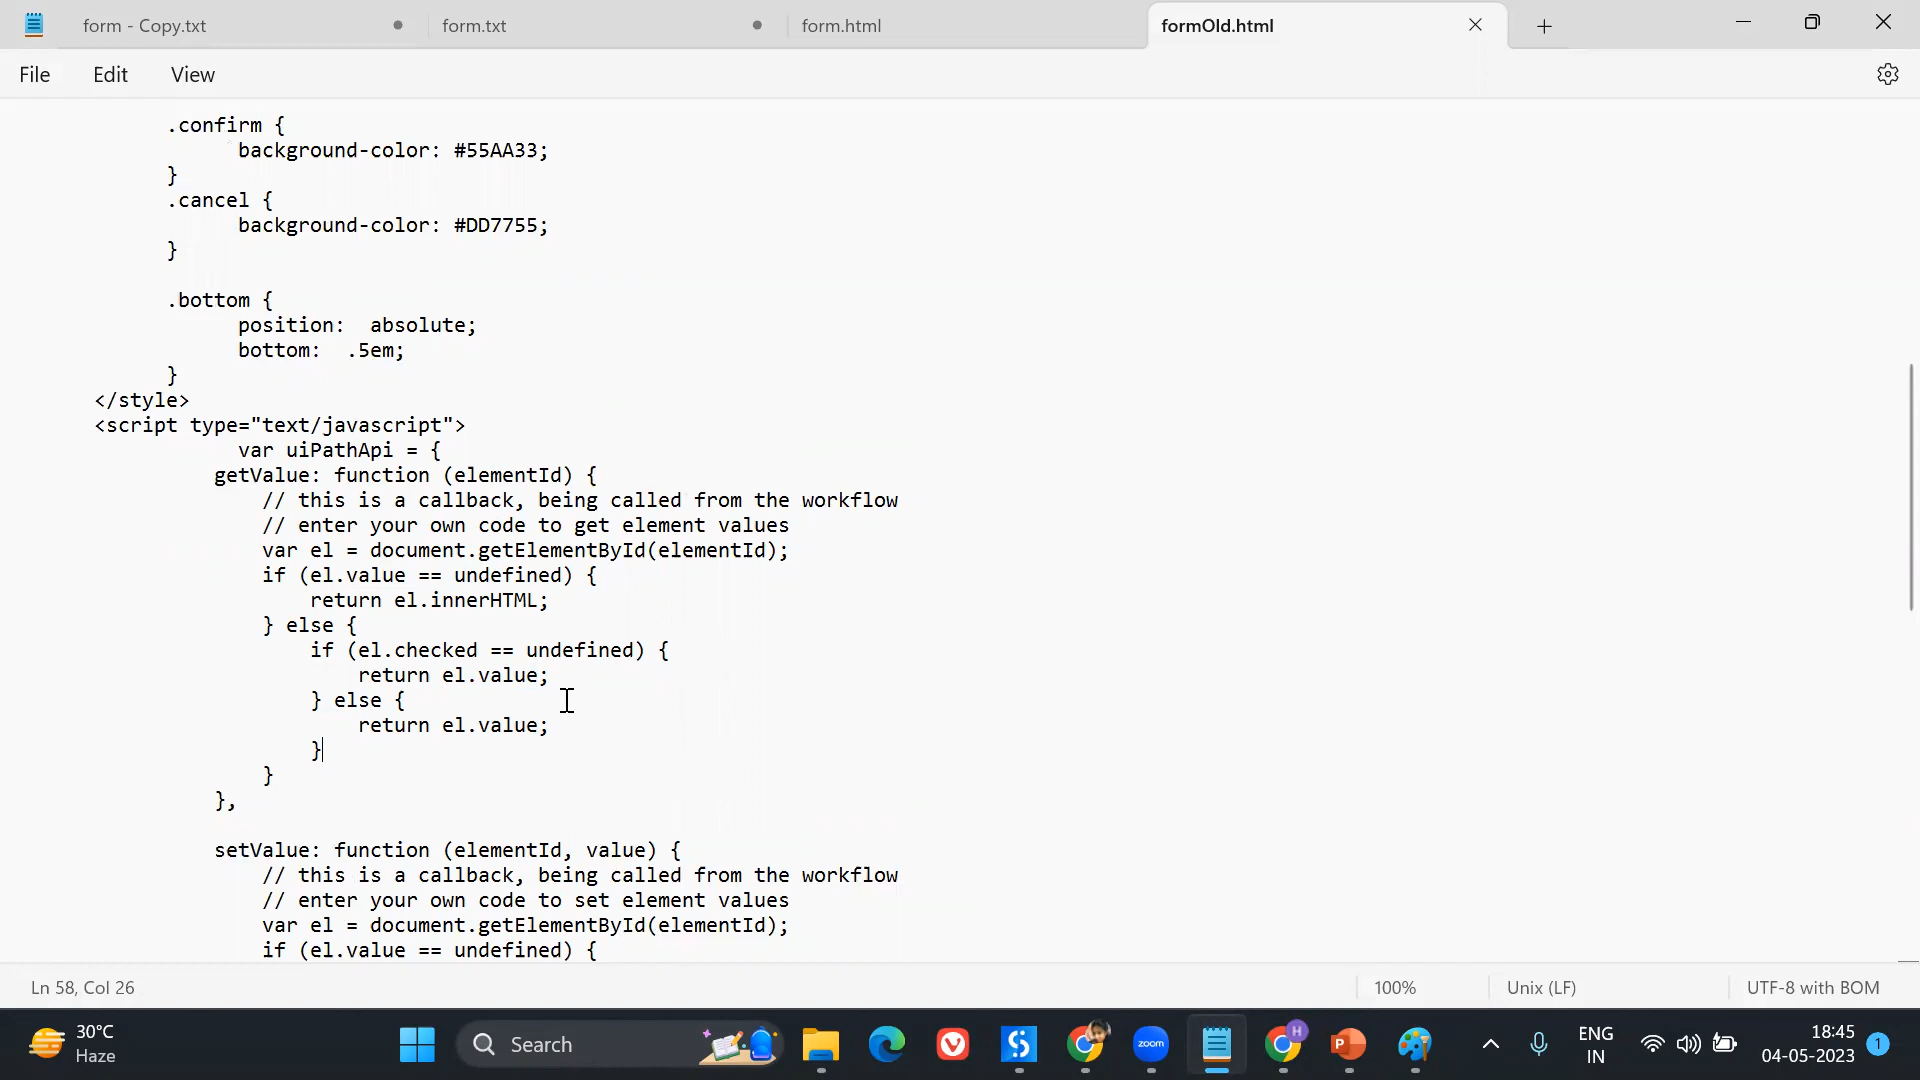 form - Copy.txt
form.txt
form.html
formOld.html
File
Edit
View
.confirm {
background-color: #55AA33;
}
.cancel {
background-color: #DD7755;
}
.bottom {
position:  absolute;
bottom:  .5em;
}
</style>
<script type="text/javascript">
var uiPathApi = {
getValue: function (elementId) {
// this is a callback, being called from the workflow
// enter your own code to get element values
var el = document.getElementById(elementId);
if (el.value == undefined) {
return el.innerHTML;
} else {
if (el.checked == undefined) {
return el.value;
} else {
return el.value;
}
}
},
setValue: function (elementId, value) {
// this is a callback, being called from the workflow
// enter your own code to set element values
var el = document.getElementById(elementId);
if (el.value == undefined) {
Ln 58, Col 26
100%
Unix (LF)
UTF-8 with BOM
30°C
Haze
Search
zoom
H
P
ENG
IN
18:45
04-05-2023
1